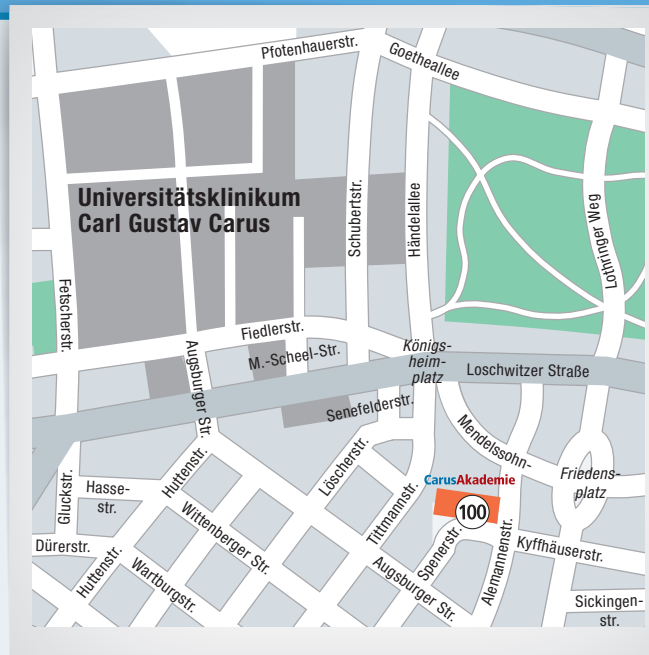 Pfotenhauerstr.
Goetheallee
Universitätsklinikum
Carl Gustav Carus
Schubertstr.
Händelallee
Lothringer Weg
Fetscherstr.
Fiedlerstr.
M.-Scheel-Str.
Augsburger Str.
Königs-
heim-
platz
Loschwitzer Straße
Senefelderstr.
Mendelssohn-
Löscherstr.
Huttenstr.
Gluckstr.
Hasse-
str.
CarusAkademie
100
Friedens-
platz
Wittenberger Str.
Tittmannstr.
Dürerstr.
Huttenstr.
Wartburgstr.
Augsburger Str.
Spenerstr.
Alemannenstr.
Kyffhäuserstr.
Sickingen-
str.